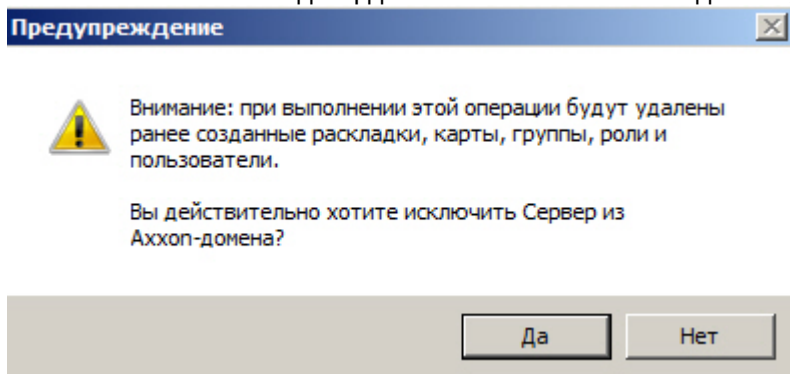 Предупреждение
Внимание: при выполнении этой операции будут удалены
ранее созданные раскладки, карты, группы, роли и
пользователи.
Вы действительно хотите исключить Сервер из
Axxon-домена?
Да
Нет